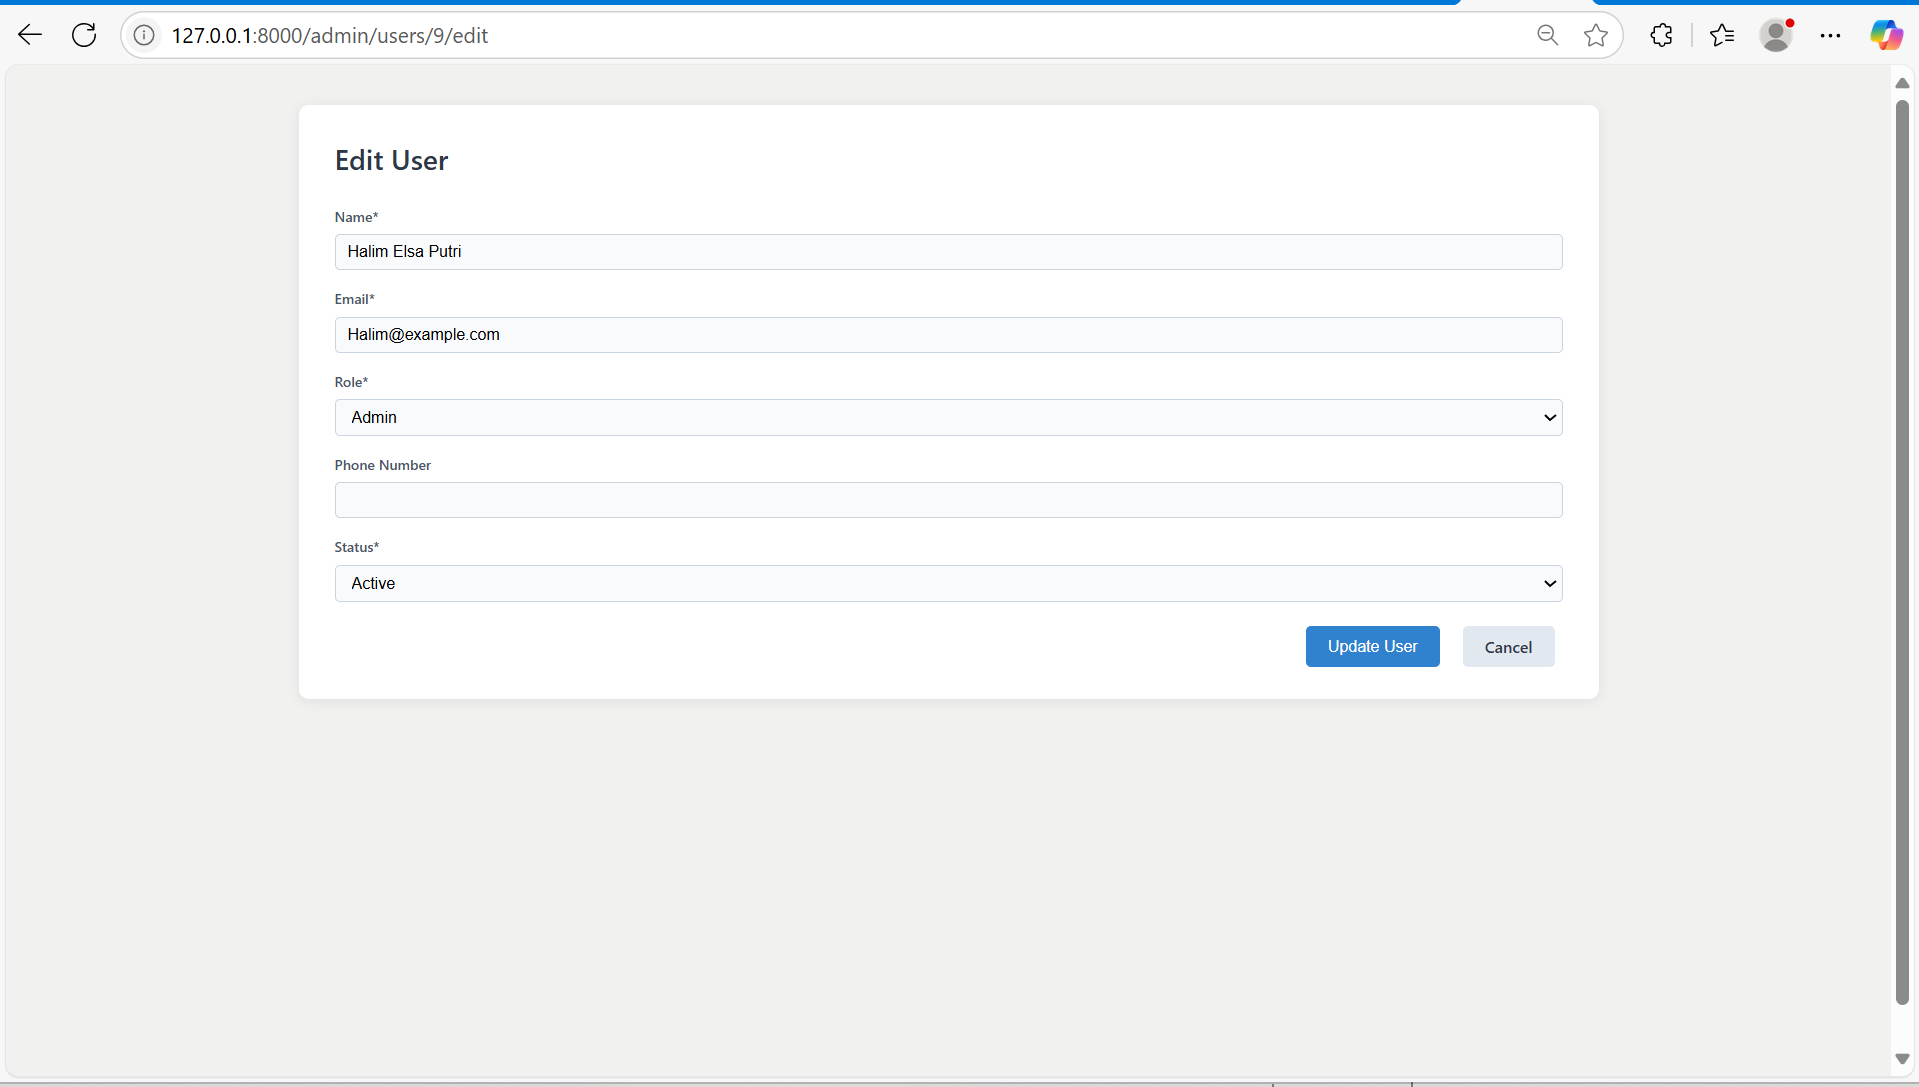 127.0.0.1:8000/admin/users/9/edit
Edit User
Name*
Halim Elsa Putri
Email*
Halim@example.com
Role*
Admin
Phone Number
Status*
Active
Update User
Cancel